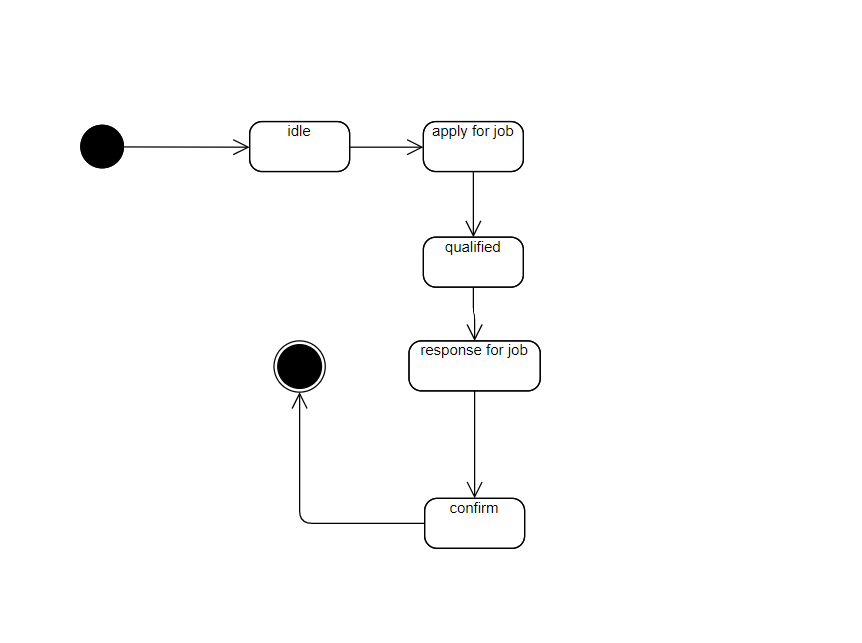 idle
apply for job
qualified
response for job
confirm